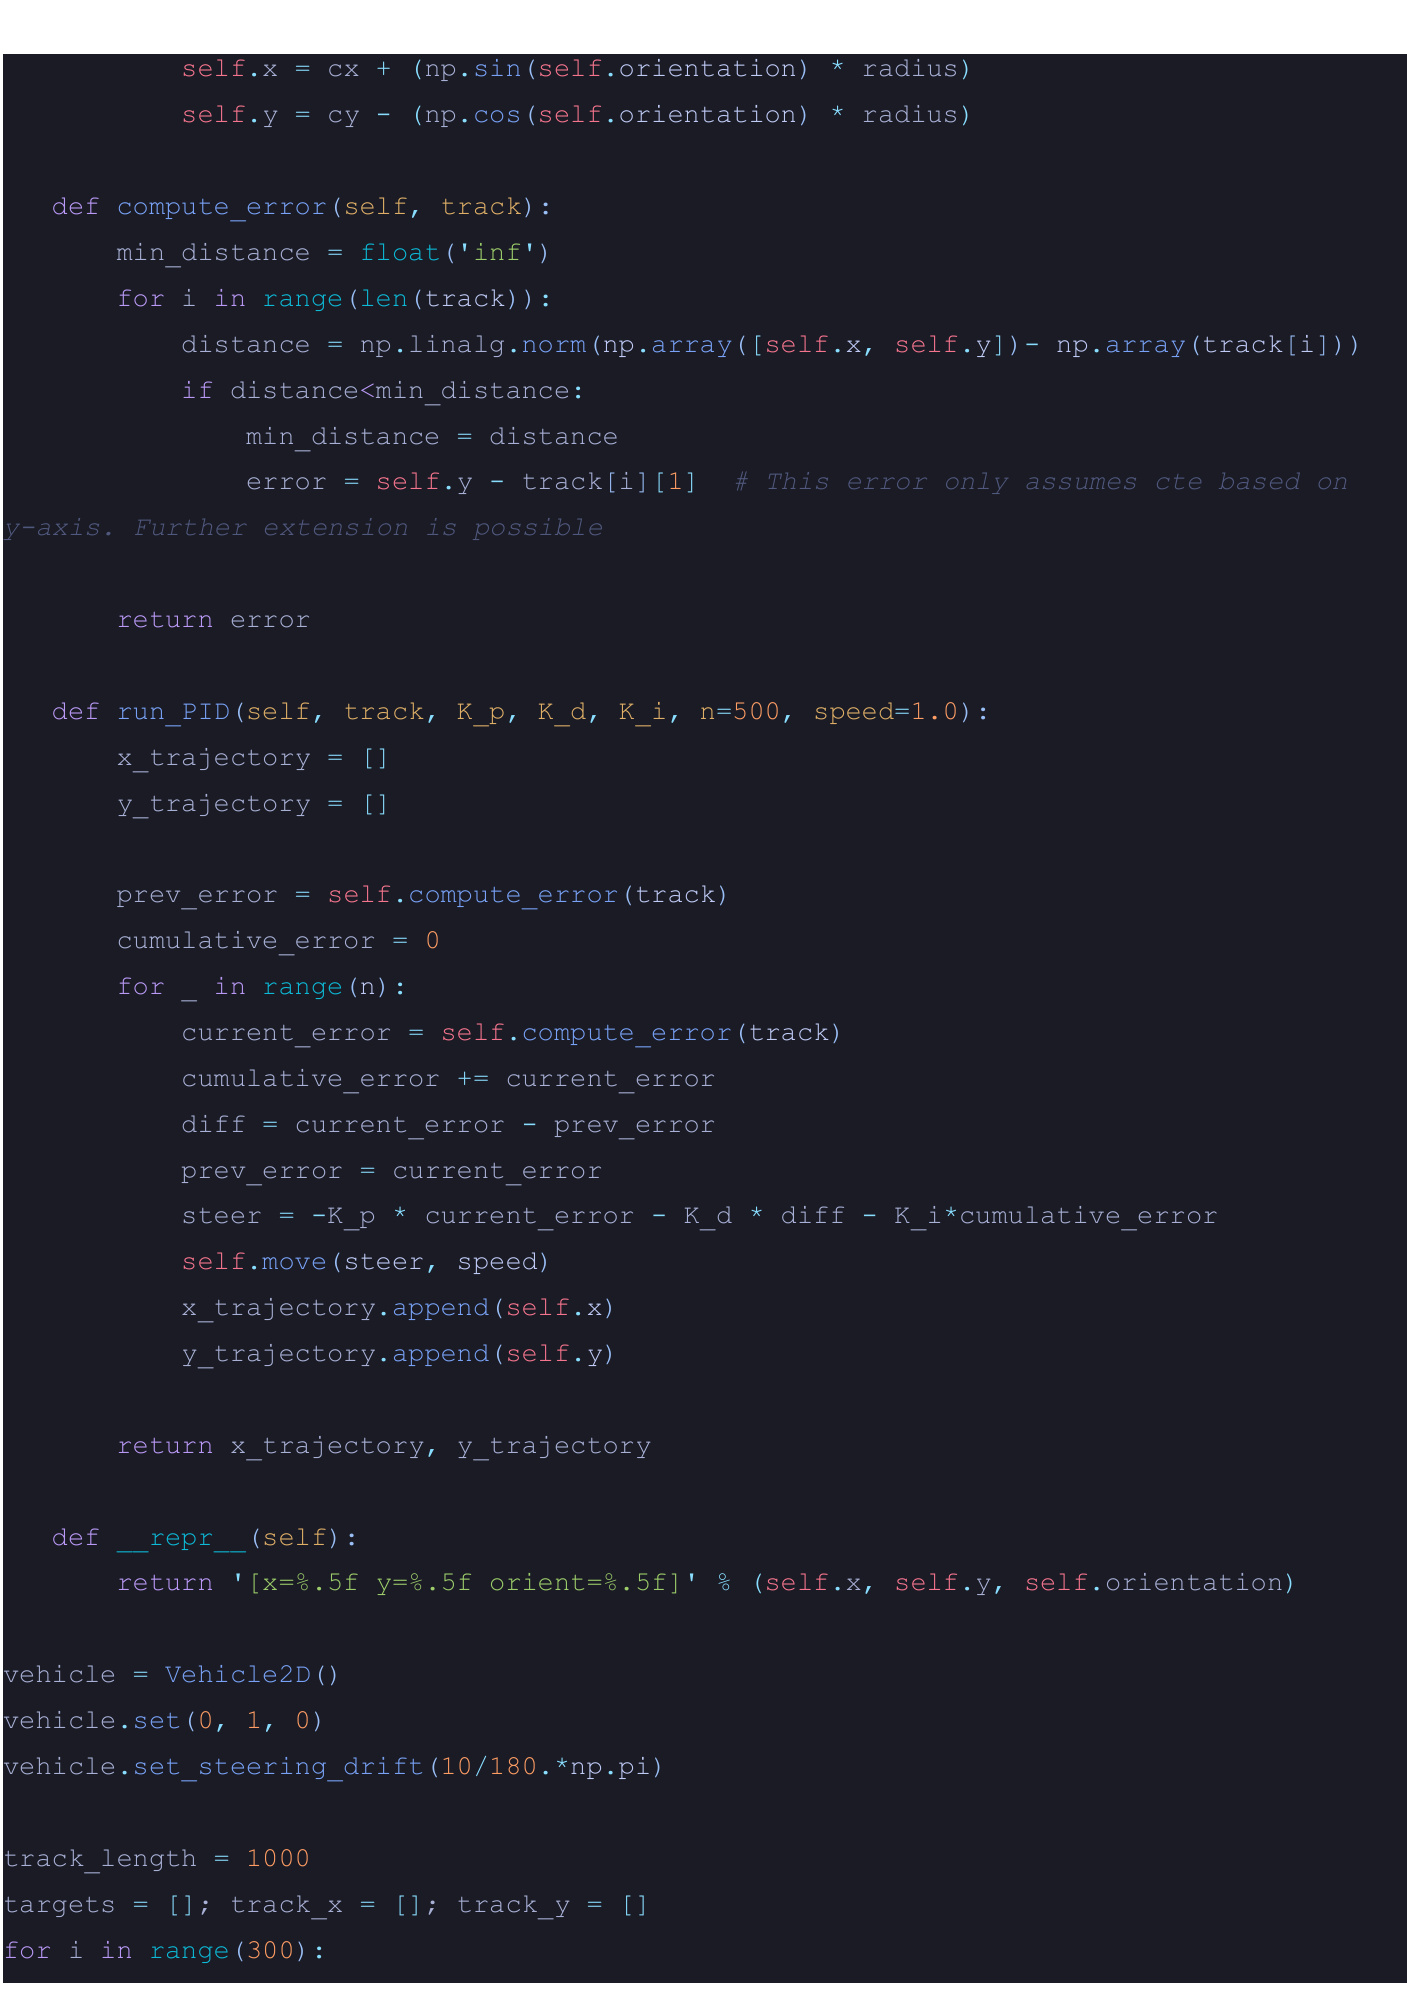 self.x = cx + (np.sin(self.orientation) * radius)
           self.y = cy - (np.cos(self.orientation) * radius)

   def compute_error(self, track):
       min_distance = float('inf')
       for i in range(len(track)):
           distance = np.linalg.norm(np.array([self.x, self.y])- np.array(track[i]))
           if distance<min_distance:
               min_distance = distance
               error = self.y - track[i][1]  # This error only assumes cte based on
y-axis. Further extension is possible

       return error

   def run_PID(self, track, K_p, K_d, K_i, n=500, speed=1.0):
       x_trajectory = []
       y_trajectory = []

       prev_error = self.compute_error(track)
       cumulative_error = 0
       for _ in range(n):
           current_error = self.compute_error(track)
           cumulative_error += current_error
           diff = current_error - prev_error
           prev_error = current_error
           steer = -K_p * current_error - K_d * diff - K_i*cumulative_error
           self.move(steer, speed)
           x_trajectory.append(self.x)
           y_trajectory.append(self.y)

       return x_trajectory, y_trajectory

   def __repr__(self):
       return '[x=%.5f y=%.5f orient=%.5f]' % (self.x, self.y, self.orientation)

vehicle = Vehicle2D()
vehicle.set(0, 1, 0)
vehicle.set_steering_drift(10/180.*np.pi)

track_length = 1000
targets = []; track_x = []; track_y = []
for i in range(300):